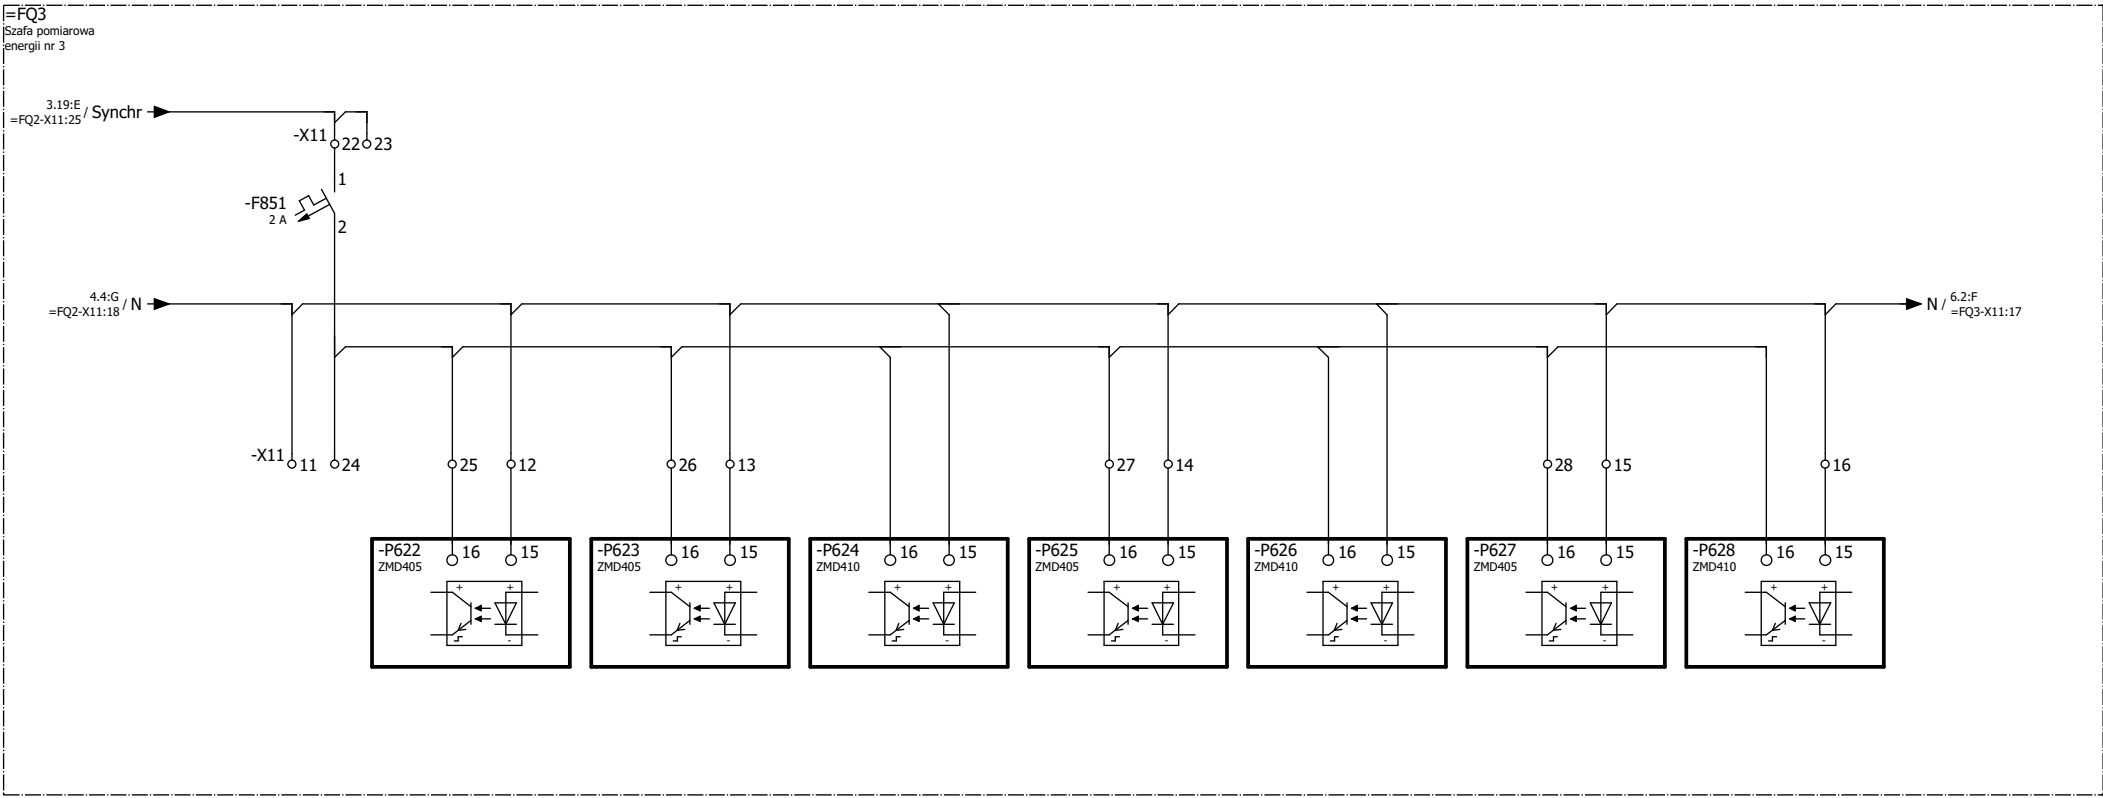 =FQ3
Szafa pomiarowa
energii nr 3
3.19:E
=FQ2-X11:25 / Synchr
-X11 22 23
1
-F851
2 A
2
4.4:G
=FQ2-X11:18 / N
N / 6.2:F
=FQ3-X11:17
-X11 11 24 25 12 26 13 27 14 28 15 16
-P622 16 15
ZMD405
+ +
-
-P623 16 15
ZMD405
+ +
-
-P624 16 15
ZMD410
+ +
-
-P625 16 15
ZMD405
+ +
-
-P626 16 15
ZMD410
+ +
-
-P627 16 15
ZMD405
+ +
-
-P628 16 15
ZMD410
+ +
-